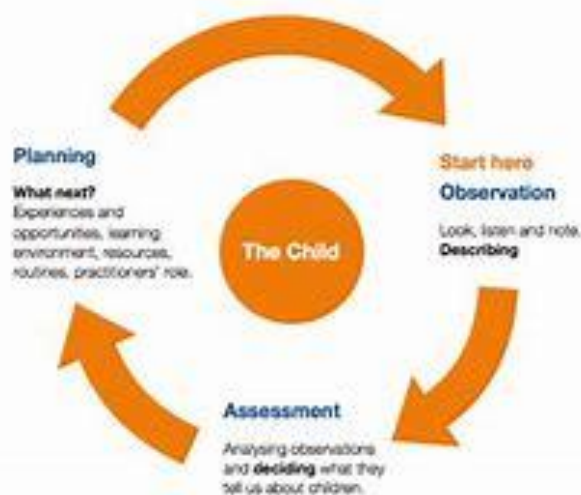 Planning
What next?
Experiences and
opportunities, learning
environment, resources,
routines, practitioners' role.
The Child
Start here
Observation
Look, listen and note.
Describing
Assessment
Analysing observations
and deciding what they
tell us about children.